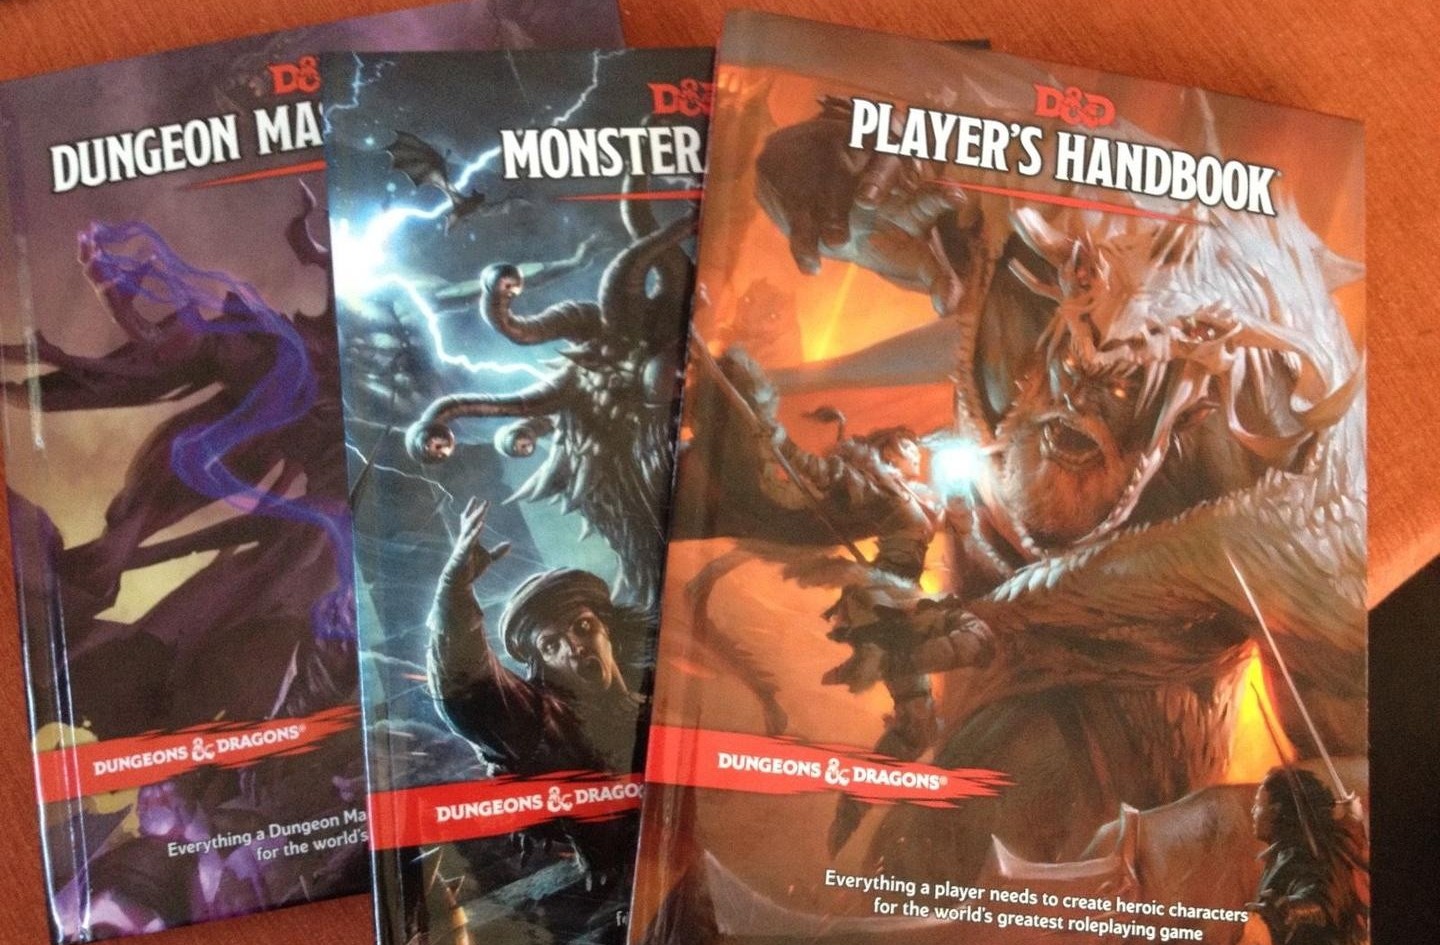 D&
DUNGEON MA
DUNGEONS & DRAGONS®
Everything a Dungeon Ma
for the world's
D&D
MONSTER
DUNGEONS & DRAGO
D&D
PLAYER'S HANDBOOK
DUNGEONS & DRAGONS®
Everything a player needs to create heroic characters
for the world's greatest roleplaying game